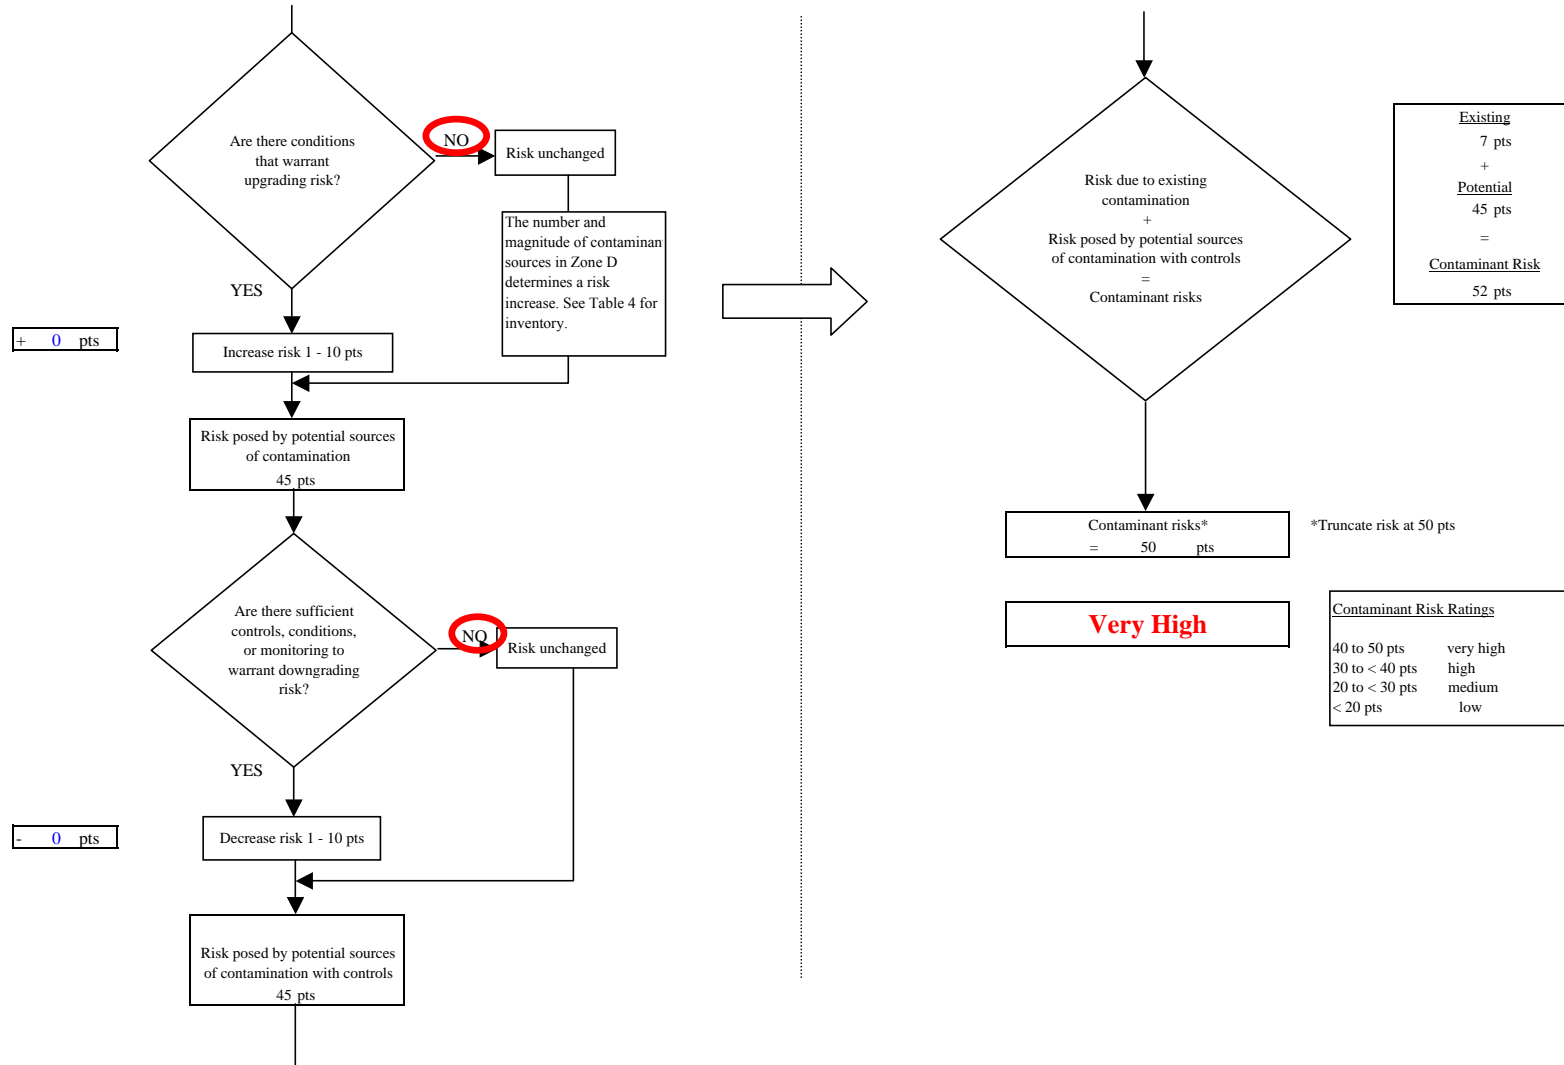 Are there conditions
that warrant
upgrading risk?
NO
Risk unchanged
The number and
magnitude of contaminan
sources in Zone D
determines a risk
increase. See Table 4 for
inventory.
YES
+ 0 pts
Increase risk 1 - 10 pts
Risk posed by potential sources
of contamination
45 pts
Are there sufficient
controls, conditions,
or monitoring to
warrant downgrading
risk?
NO
Risk unchanged
YES
- 0 pts
Decrease risk 1 - 10 pts
Risk posed by potential sources
of contamination with controls
45 pts
Risk due to existing
contamination
+
Risk posed by potential sources
of contamination with controls
=
Contaminant risks
Existing
7 pts
+
Potential
45 pts
=
Contaminant Risk
52 pts
Contaminant risks*
= 50 pts
*Truncate risk at 50 pts
Very High
Contaminant Risk Ratings
40 to 50 pts very high
30 to < 40 pts high
20 to < 30 pts medium
< 20 pts low